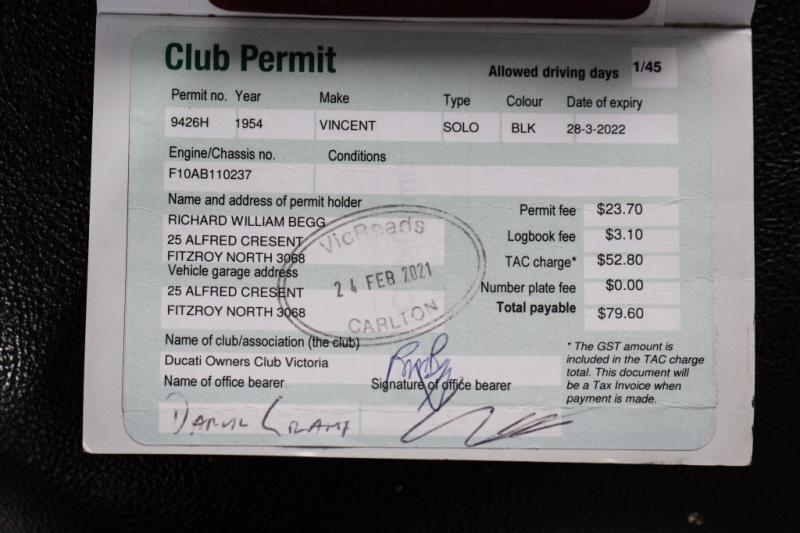 Club Permit
Allowed driving days 1/45
Permit no. Year Make Type Colour Date of expiry
9426H 1954 VINCENT SOLO BLK 28-3-2022
Engine/Chassis no. Conditions
F10AB110237
Name and address of permit holder
RICHARD WILLIAM BEGG
25 ALFRED CRESENT
FITZROY NORTH 3068
Vehicle garage address
25 ALFRED CRESENT
FITZROY NORTH 3068
Permit fee $23.70
Logbook fee $3.10
TAC charge* $52.80
Number plate fee $0.00
Total payable $79.60
VicRoads
24 FEB 2021
CARLTON
Name of club/association (the club)
Ducati Owners Club Victoria
Name of office bearer Signature of office bearer
* The GST amount is
included in the TAC charge
total. This document will
be a Tax Invoice when
payment is made.